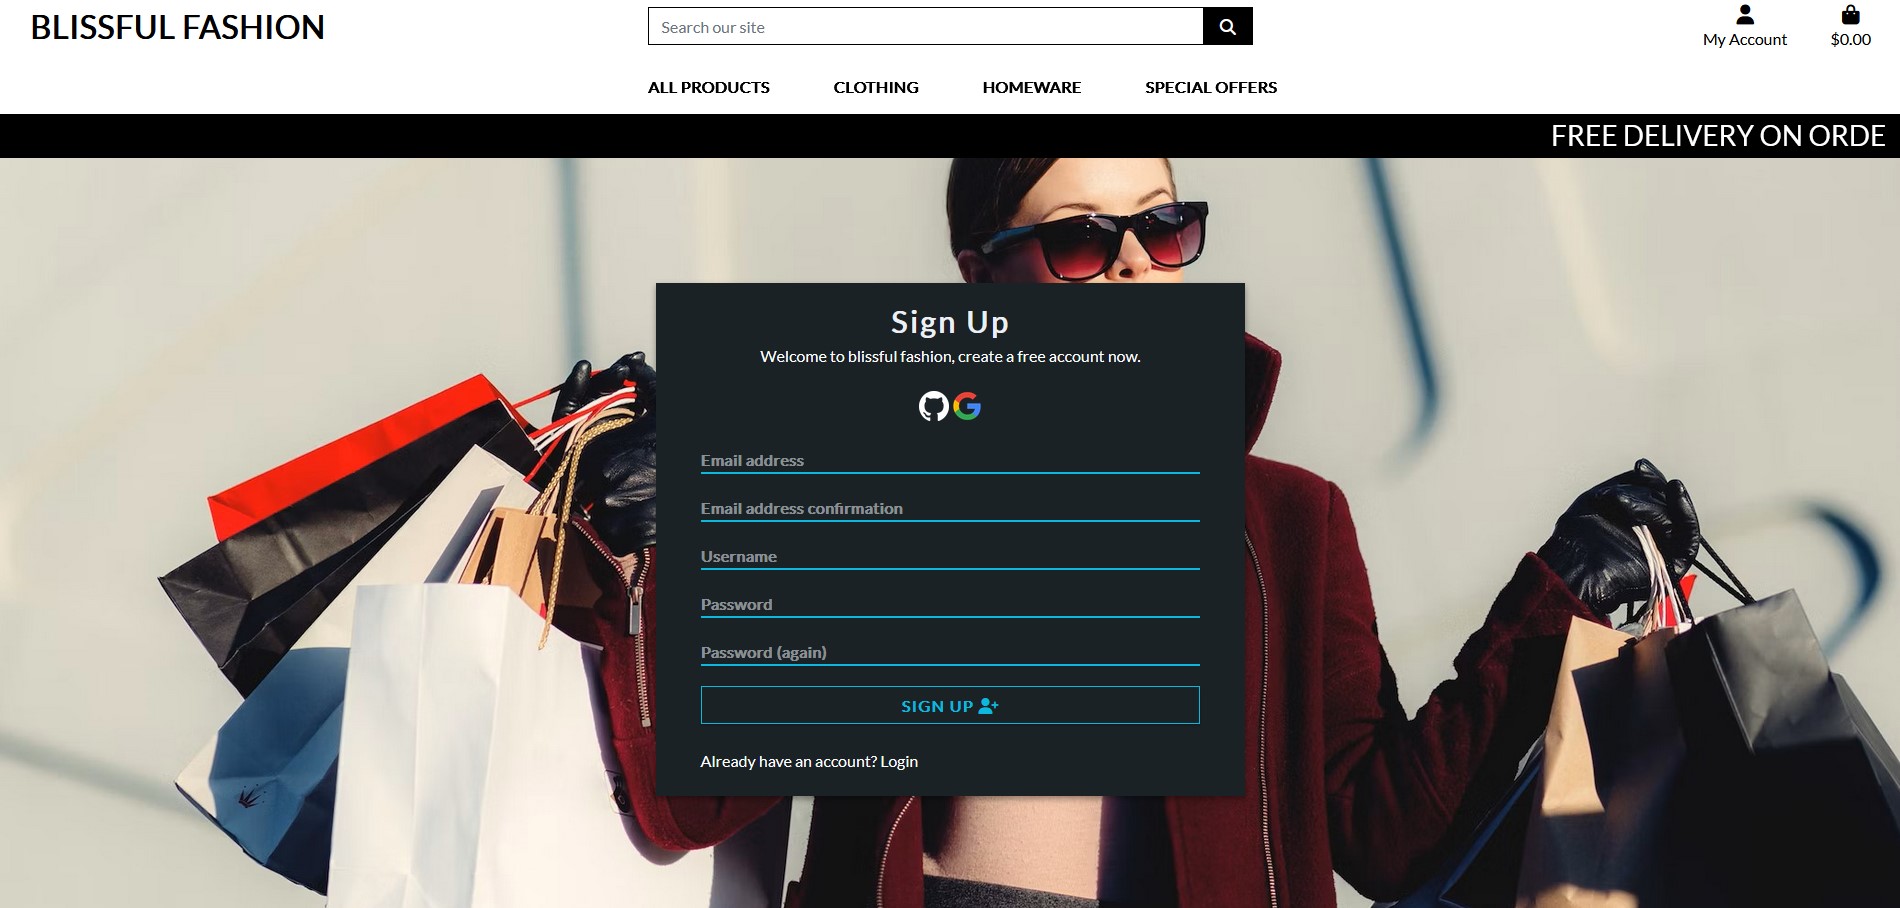 BLISSFUL FASHION
Search our site
My Account
$0.00
ALL PRODUCTS
CLOTHING
HOMEWARE
SPECIAL OFFERS
FREE DELIVERY ON ORDE
Sign Up
Welcome to blissful fashion, create a free account now.
Email address
Email address confirmation
Username
Password
Password (again)
SIGN UP
Already have an account? Login